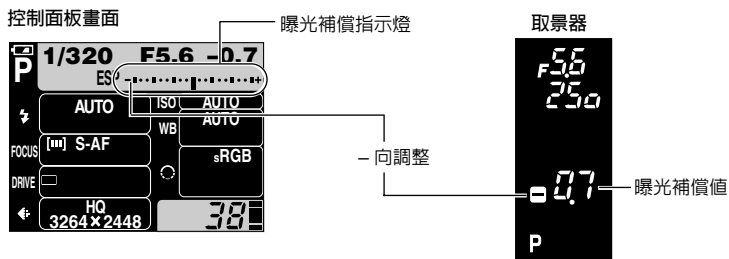 控制面板畫面
曝光補償指示燈
取景器
P
1/320 F5.6 –0.7
ESP – +
AUTO
ISO AUTO
WB AUTO
FOCUS [ ] S-AF
sRGB
DRIVE
HQ
3264×2448
38
– 向調整
F5.6
250
–0.7
曝光補償值
P